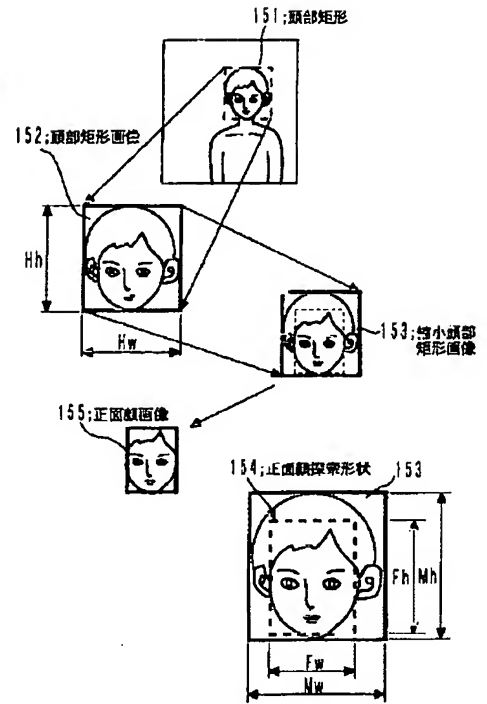 151;頭部矩形
152;頭部矩形画像
Hh
Hw
153;縮小頭部
矩形画像
155;正面顔画像
154;正面顔探索形状
153
Fh
Mh
Fw
Mw